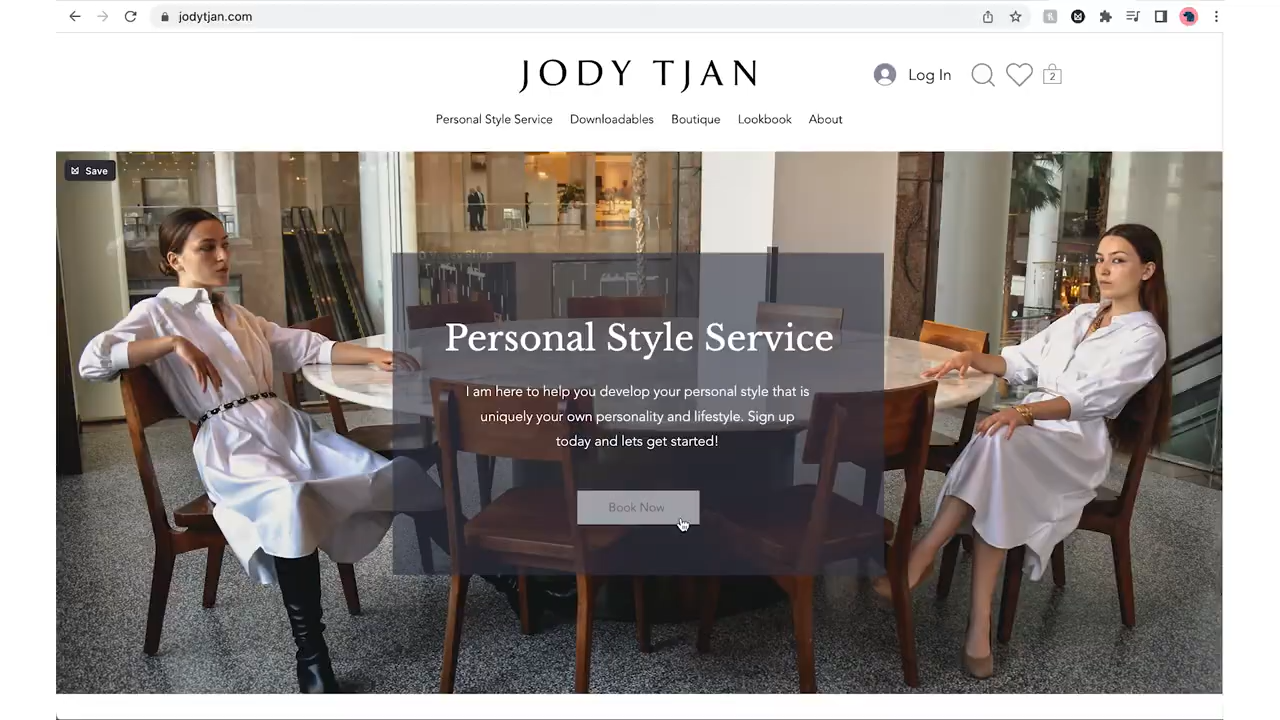 jodytjan.com
JODY TJAN
Log In
2
Personal Style Service Downloadables Boutique Lookbook About
Save
Personal Style Service
I am here to help you develop your personal style that is
uniquely your own personality and lifestyle. Sign up
today and lets get started!
Book Now